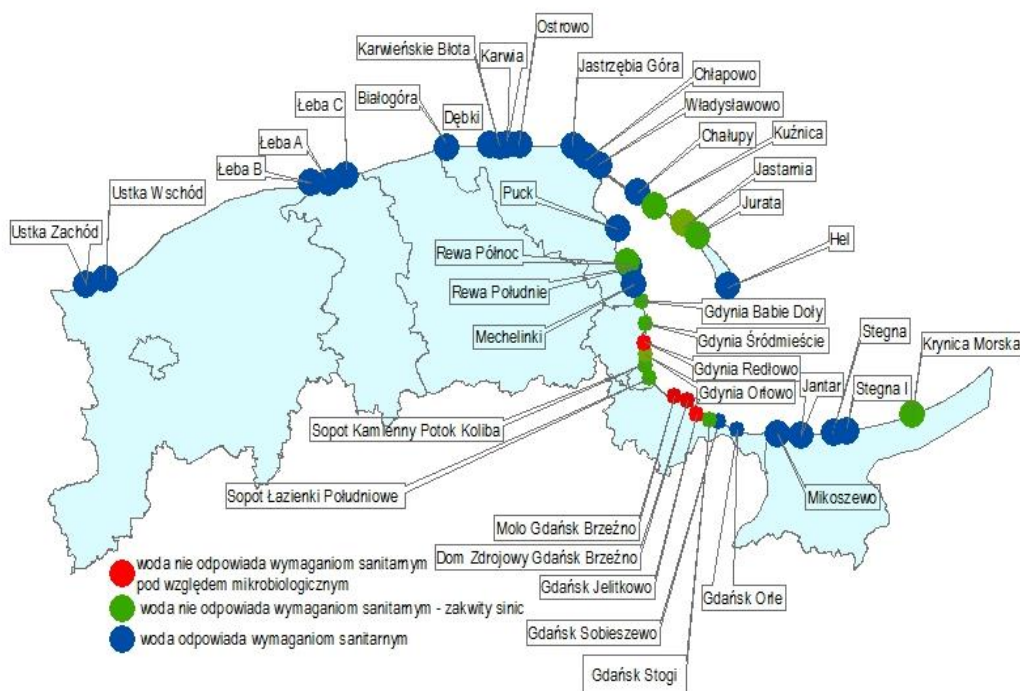 Ostrowo
Karwieńskie Błota
Karwia
Jastrzębia Góra
Chłapowo
Białogóra
Władysławowo
Łeba C
Dębki
Chałupy
Kuźnica
Łeba A
Jastarnia
Łeba B
Jurata
Ustka Wschód
Puck
Ustka Zachód
Hel
Rewa Północ
Rewa Południe
Gdynia Babie Doły
Mechelinki
Gdynia Śródmieście
Stegna
Krynica Morska
Gdynia Redłowo
Jantar
Stegna I
Gdynia Orłowo
Sopot Kamienny Potok Koliba
Sopot Łazienki Południowe
Mikoszewo
Molo Gdańsk Brzeźno
Dom Zdrojowy Gdańsk Brzeźno
Gdańsk Jelitkowo
Gdańsk Orle
Gdańsk Sobieszewo
Gdańsk Stogi
woda nie odpowiada wymaganiom sanitarnym
pod względem mikrobiologicznym
woda nie odpowiada wymaganiom sanitarnym - zakwity sinic
woda odpowiada wymaganiom sanitarnym